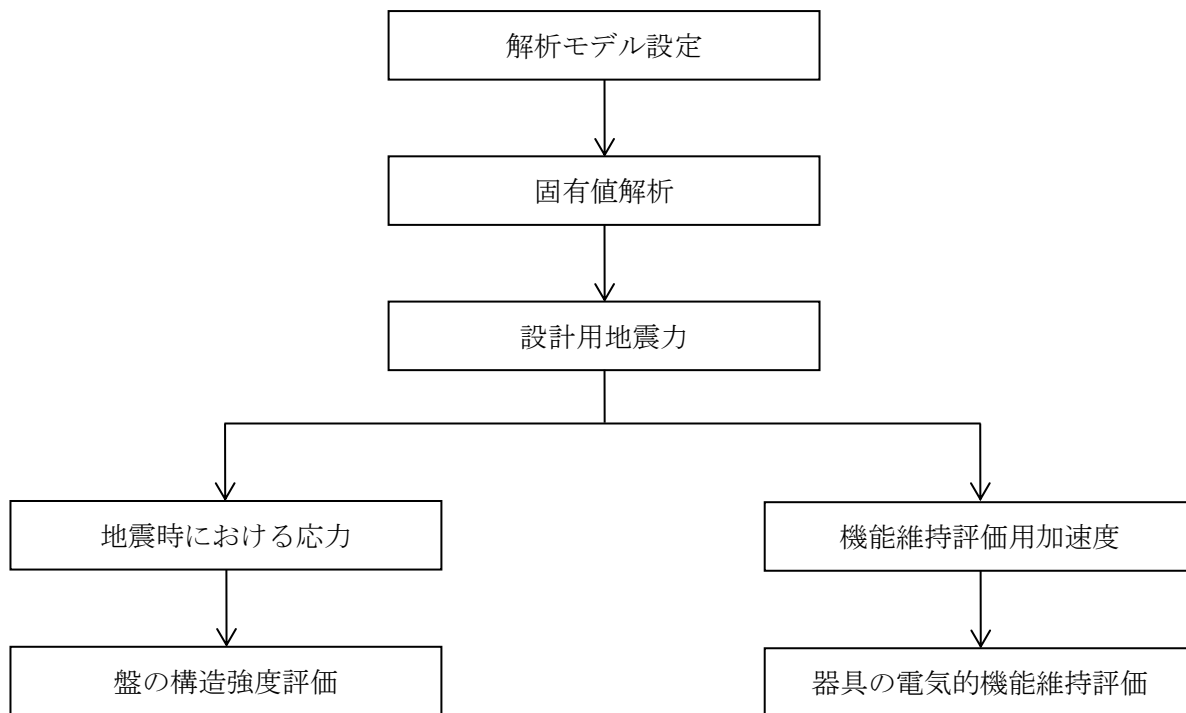 解析モデル設定
固有値解析
設計用地震力
地震時における応力
機能維持評価用加速度
盤の構造強度評価
器具の電気的機能維持評価